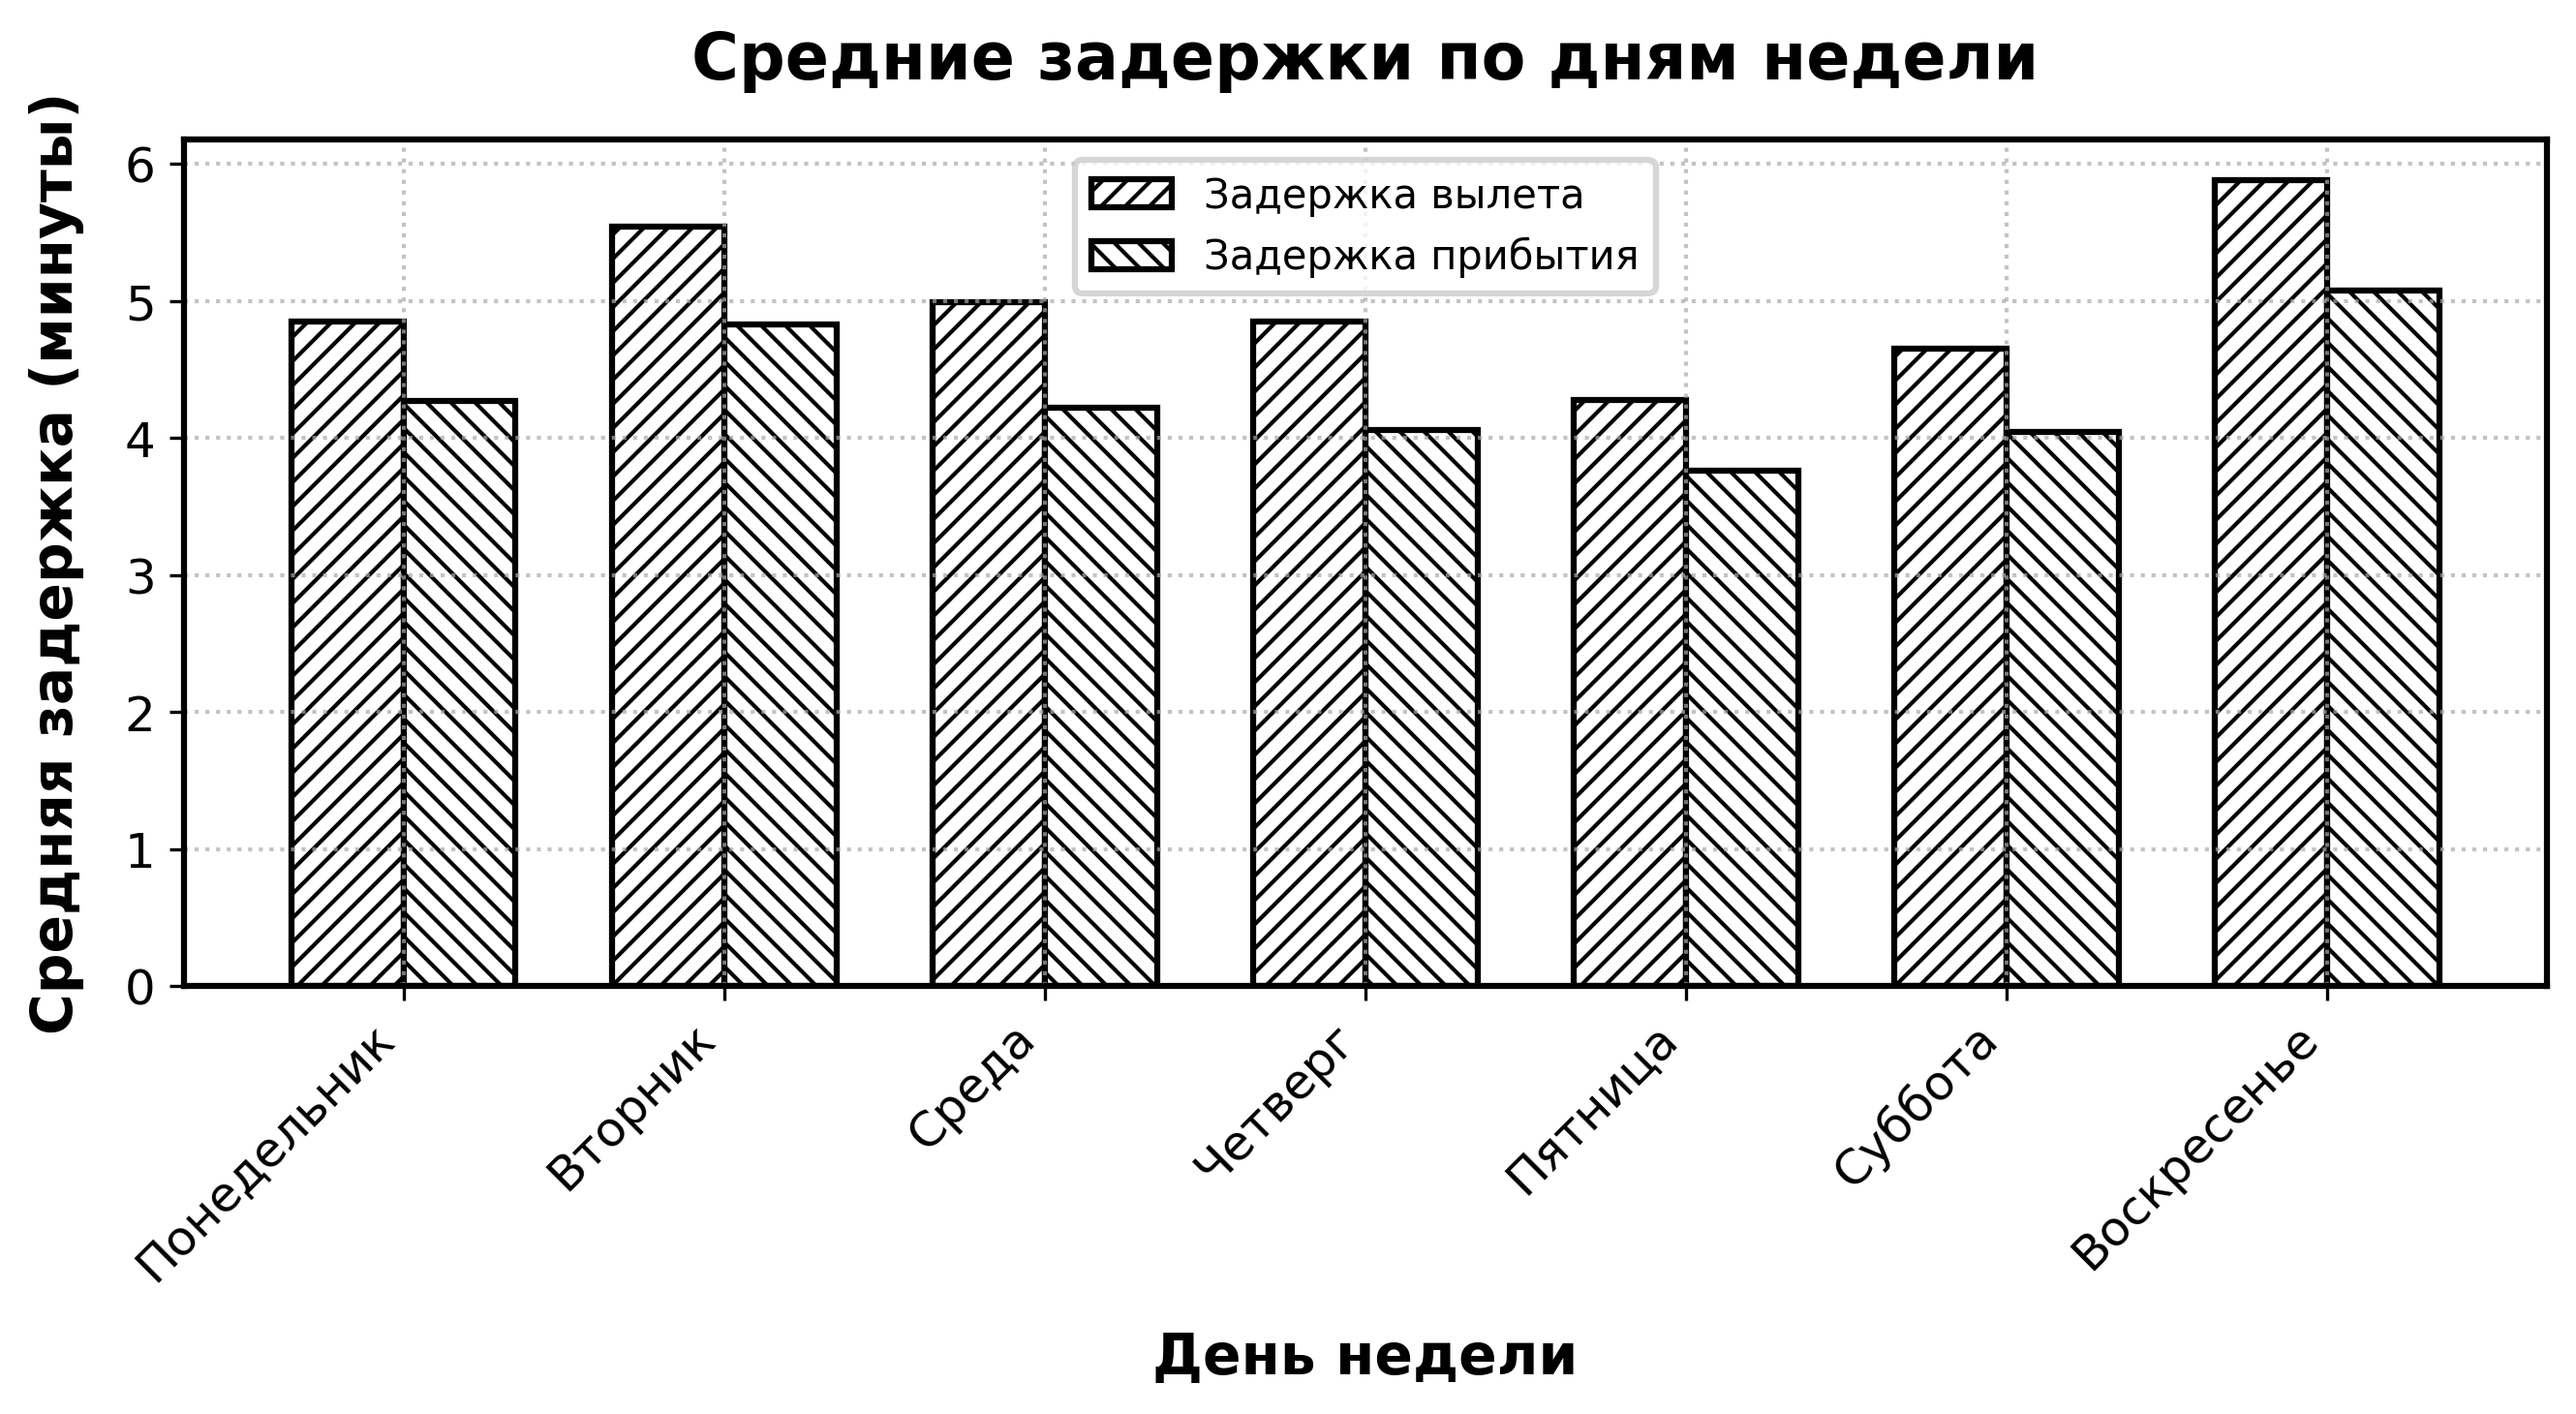 Средние задержки по дням недели
Средняя задержка (минуты)
6
5
4
3
2
1
0
Задержка вылета
Задержка прибытия
Понедельник
Вторник
Среда
Четверг
Пятница
Суббота
Воскресенье
День недели